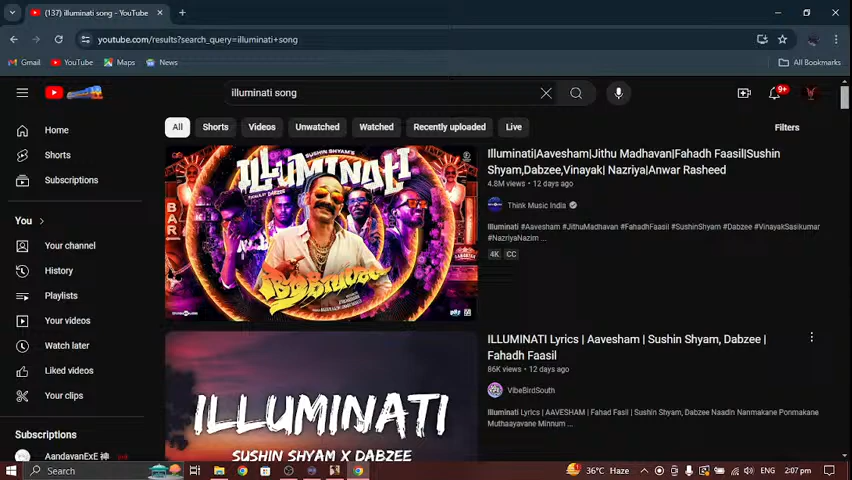 (137) illuminati song - YouTube
youtube.com/results?search_query=illuminati+song
Gmail YouTube Maps News All Bookmarks
illuminati song
9+
All Shorts Videos Unwatched Watched Recently uploaded Live Filters
Home
Shorts
Subscriptions
You
Your channel
History
Playlists
Your videos
Watch later
Liked videos
Your clips
Subscriptions
AandavanExE 神
SUSHIN SHYAM'S
ILLUMINATI
BAR
Illuminati|Aavesham|Jithu Madhavan|Fahadh Faasil|Sushin
Shyam,Dabzee,Vinayak| Nazriya|Anwar Rasheed
4.8M views • 12 days ago
Think Music India
Illuminati #Aavesham #JithuMadhavan #FahadhFaasil #SushinShyam #Dabzee #VinayakSasikumar
#NazriyaNazim ...
4K CC
ILLUMINATI
SUSHIN SHYAM X DABZEE
ILLUMINATI Lyrics | Aavesham | Sushin Shyam, Dabzee |
Fahadh Faasil
86K views • 12 days ago
VibeBirdSouth
Illuminati Lyrics | AAVESHAM | Fahad Fasil | Sushin Shyam, Dabzee Naadin Nanmakane Ponmakane
Muthaayavane Minnum ...
Search
36°C Haze
ENG
2:07 pm